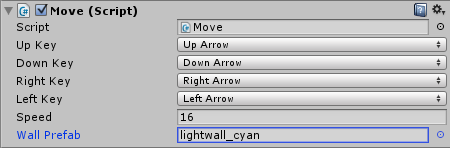 Move (Script)
Script Move
Up Key Up Arrow
Down Key Down Arrow
Right Key Right Arrow
Left Key Left Arrow
Speed 16
Wall Prefab lightwall_cyan